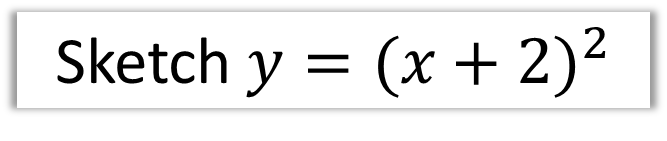 Sketch y = (x + 2)²